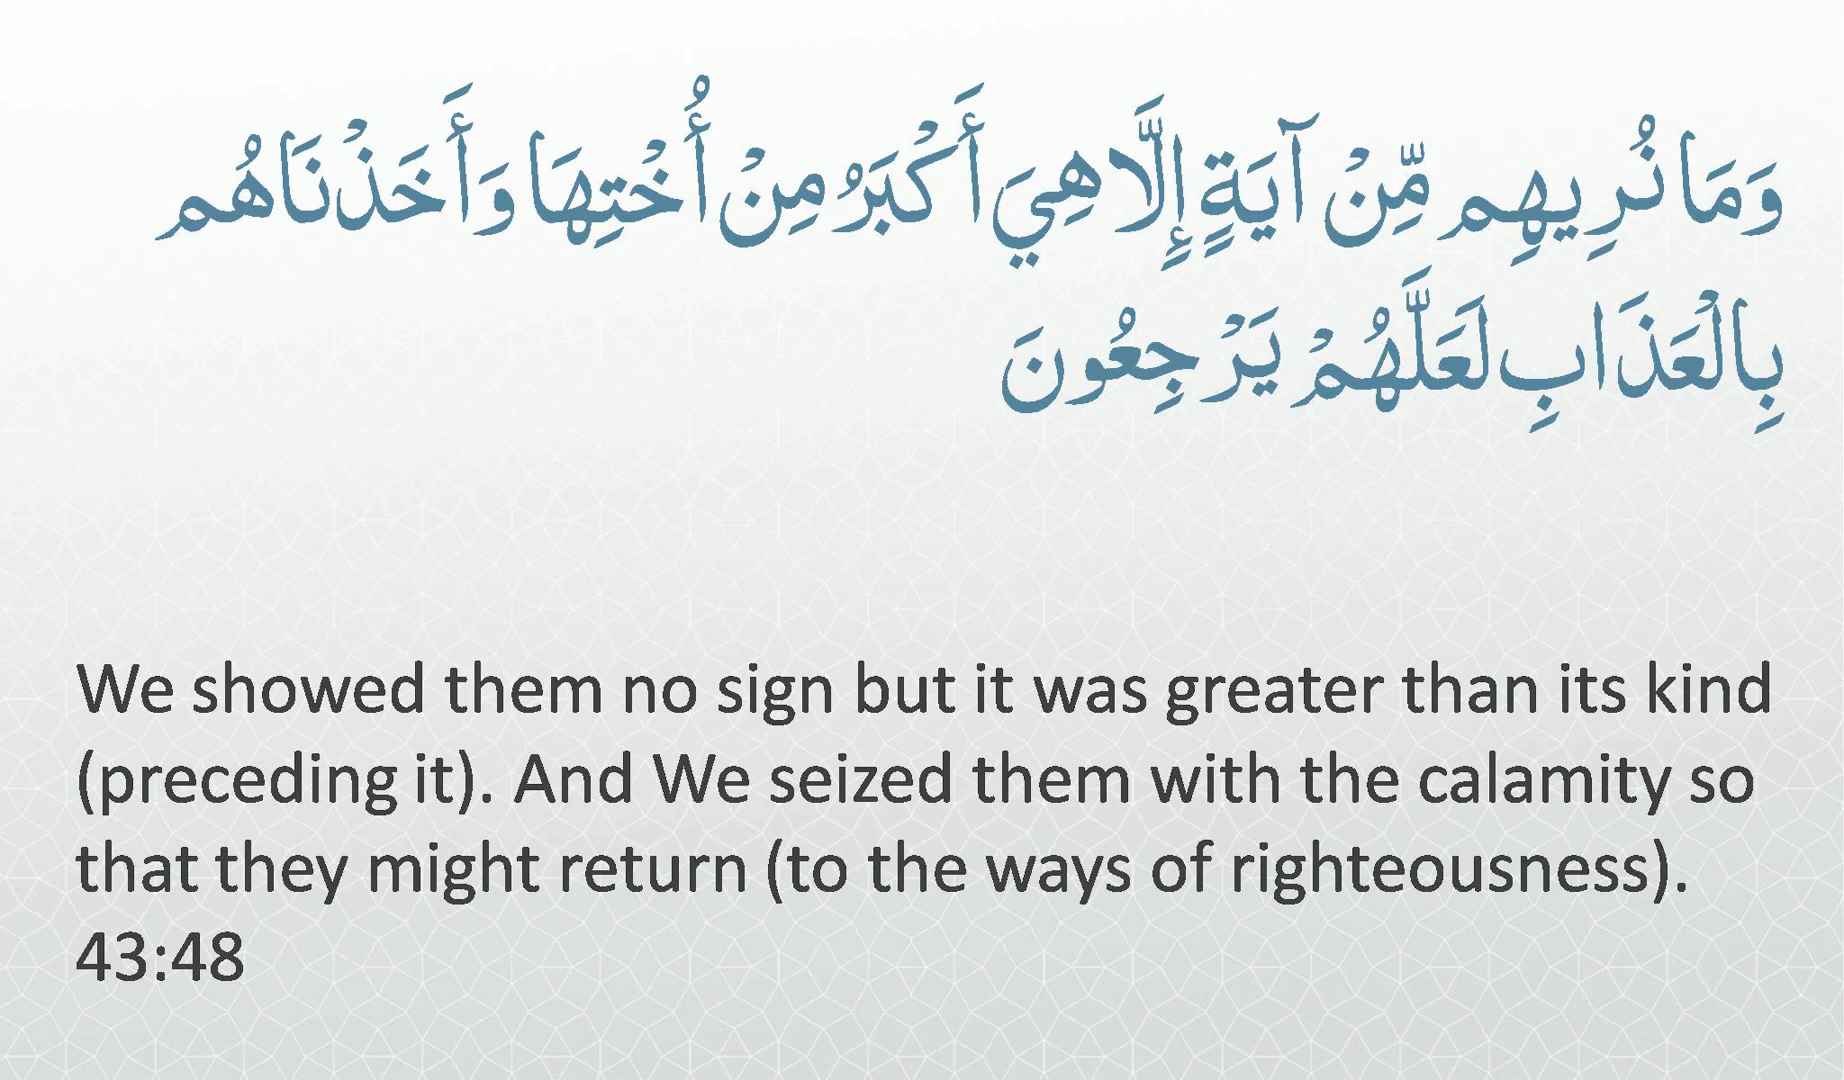 وَمَا نُرِيهِم مِّنْ آيَةٍ إِلَّا هِيَ أَكْبَرُ مِنْ أُخْتِهَا وَأَخَذْنَاهُم
بِالْعَذَابِ لَعَلَّهُمْ يَرْجِعُونَ
We showed them no sign but it was greater than its kind
(preceding it). And We seized them with the calamity so
that they might return (to the ways of righteousness).
43:48